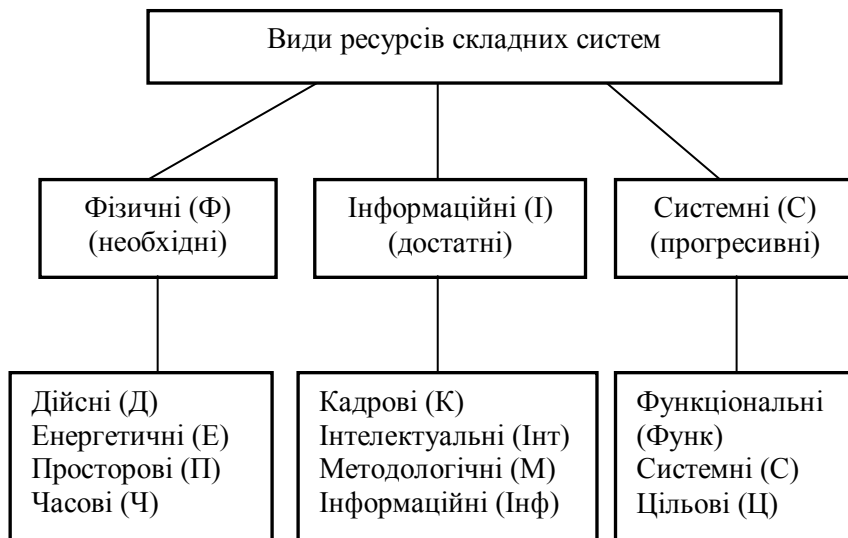 Види ресурсів складних систем
Фізичні (Ф)
(необхідні)
Інформаційні (І)
(достатні)
Системні (С)
(прогресивні)
Дійсні (Д)
Енергетичні (Е)
Просторові (П)
Часові (Ч)
Кадрові (К)
Інтелектуальні (Інт)
Методологічні (М)
Інформаційні (Інф)
Функціональні
(Функ)
Системні (С)
Цільові (Ц)